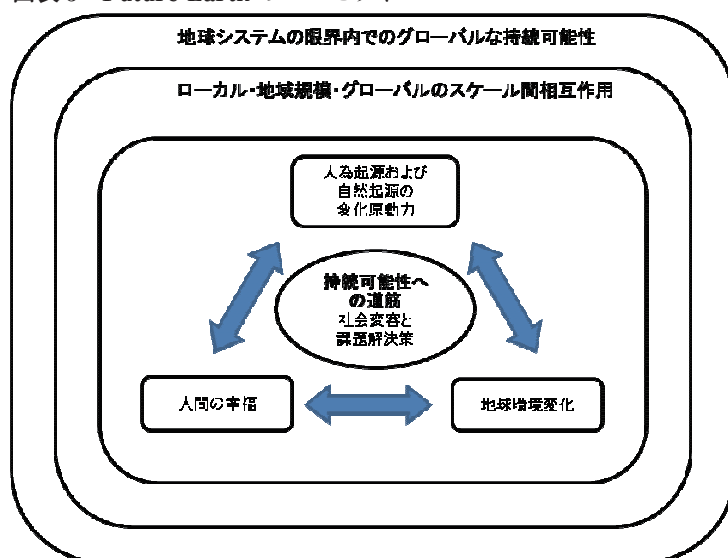 地球システムの限界内でのグローバルな持続可能性
ローカル・地域規模・グローバルのスケール間相互作用
人為起源および
自然起源の
変化原動力
持続可能性へ
の道筋
社会変容と
課題解決策
人間の幸福
地球環境変化